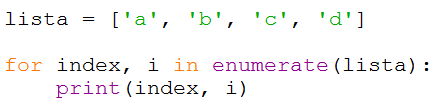 lista = ['a', 'b', 'c', 'd']
for index, i in enumerate(lista):
    print(index, i)